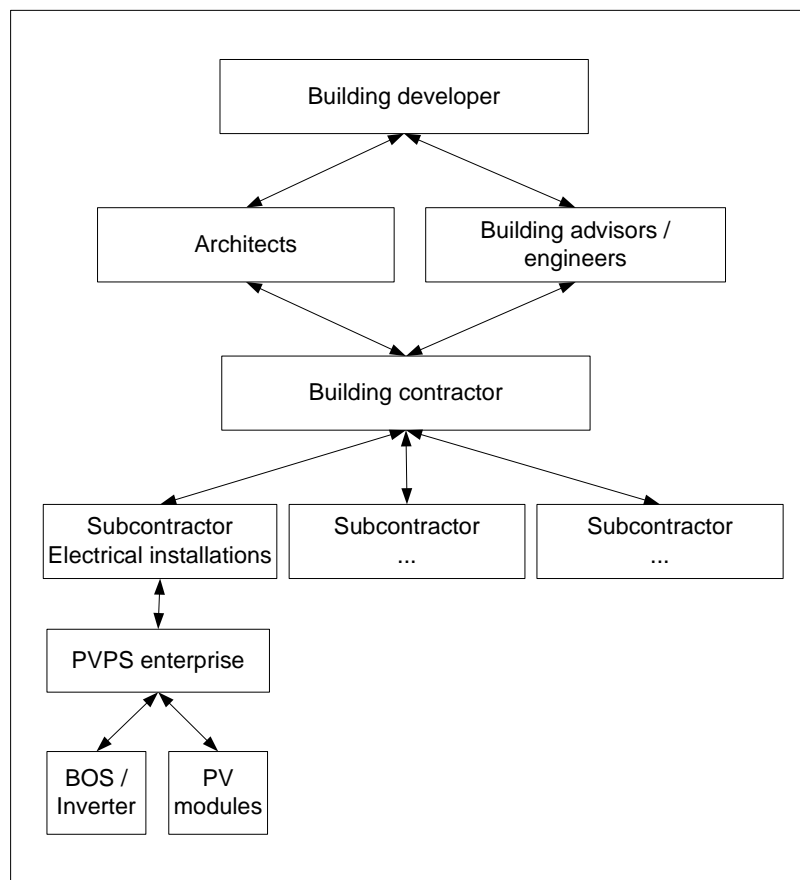 Building developer
Architects
Building advisors /
engineers
Building contractor
Subcontractor
Electrical installations
Subcontractor
...
Subcontractor
...
PVPS enterprise
BOS /
Inverter
PV
modules